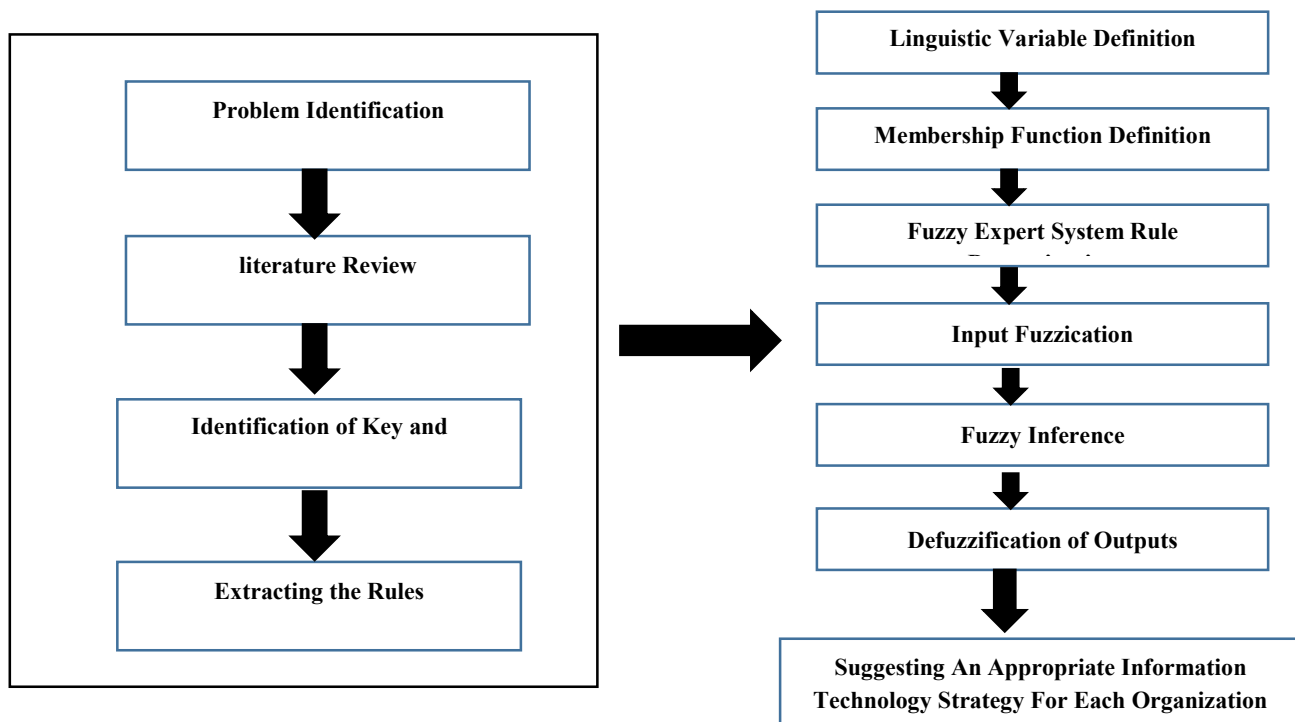 Problem Identification
literature Review
Identification of Key and
Extracting the Rules
Linguistic Variable Definition
Membership Function Definition
Fuzzy Expert System Rule
Input Fuzzication
Fuzzy Inference
Defuzzification of Outputs
Suggesting An Appropriate Information
Technology Strategy For Each Organization